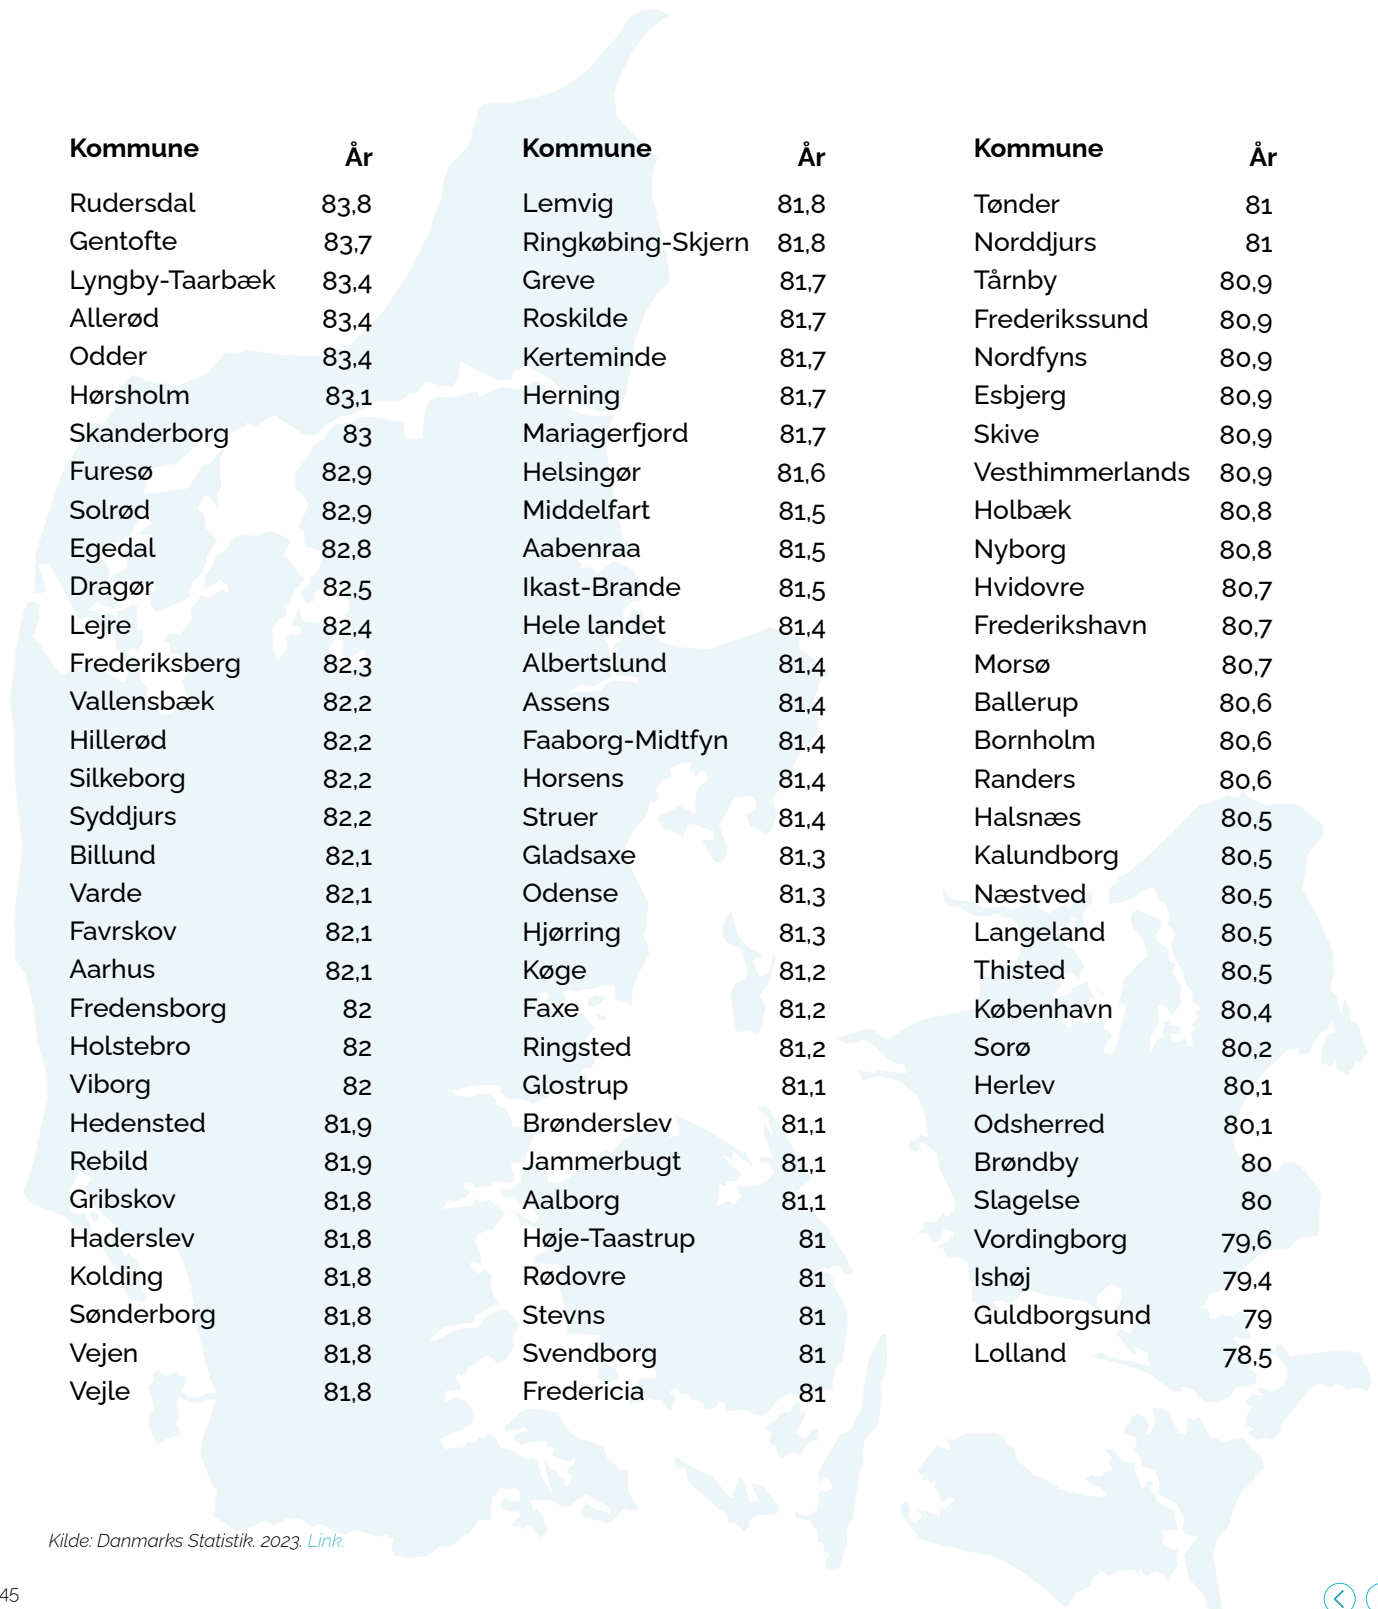 Kommune År
Rudersdal 83,8
Gentofte 83,7
Lyngby-Taarbæk 83,4
Allerød 83,4
Odder 83,4
Hørsholm 83,1
Skanderborg 83
Furesø 82,9
Solrød 82,9
Egedal 82,8
Dragør 82,5
Lejre 82,4
Frederiksberg 82,3
Vallensbæk 82,2
Hillerød 82,2
Silkeborg 82,2
Syddjurs 82,2
Billund 82,1
Varde 82,1
Favrskov 82,1
Aarhus 82,1
Fredensborg 82
Holstebro 82
Viborg 82
Hedensted 81,9
Rebild 81,9
Gribskov 81,8
Haderslev 81,8
Kolding 81,8
Sønderborg 81,8
Vejen 81,8
Vejle 81,8
Kommune År
Lemvig 81,8
Ringkøbing-Skjern 81,8
Greve 81,7
Roskilde 81,7
Kerteminde 81,7
Herning 81,7
Mariagerfjord 81,7
Helsingør 81,6
Middelfart 81,5
Aabenraa 81,5
Ikast-Brande 81,5
Hele landet 81,4
Albertslund 81,4
Assens 81,4
Faaborg-Midtfyn 81,4
Horsens 81,4
Struer 81,4
Gladsaxe 81,3
Odense 81,3
Hjørring 81,3
Køge 81,2
Faxe 81,2
Ringsted 81,2
Glostrup 81,1
Brønderslev 81,1
Jammerbugt 81,1
Aalborg 81,1
Høje-Taastrup 81
Rødovre 81
Stevns 81
Svendborg 81
Fredericia 81
Kommune År
Tønder 81
Norddjurs 81
Tårnby 80,9
Frederikssund 80,9
Nordfyns 80,9
Esbjerg 80,9
Skive 80,9
Vesthimmerlands 80,9
Holbæk 80,8
Nyborg 80,8
Hvidovre 80,7
Frederikshavn 80,7
Morsø 80,7
Ballerup 80,6
Bornholm 80,6
Randers 80,6
Halsnæs 80,5
Kalundborg 80,5
Næstved 80,5
Langeland 80,5
Thisted 80,5
København 80,4
Sorø 80,2
Herlev 80,1
Odsherred 80,1
Brøndby 80
Slagelse 80
Vordingborg 79,6
Ishøj 79,4
Guldborgsund 79
Lolland 78,5
Kilde: Danmarks Statistik. 2023. Link.
45